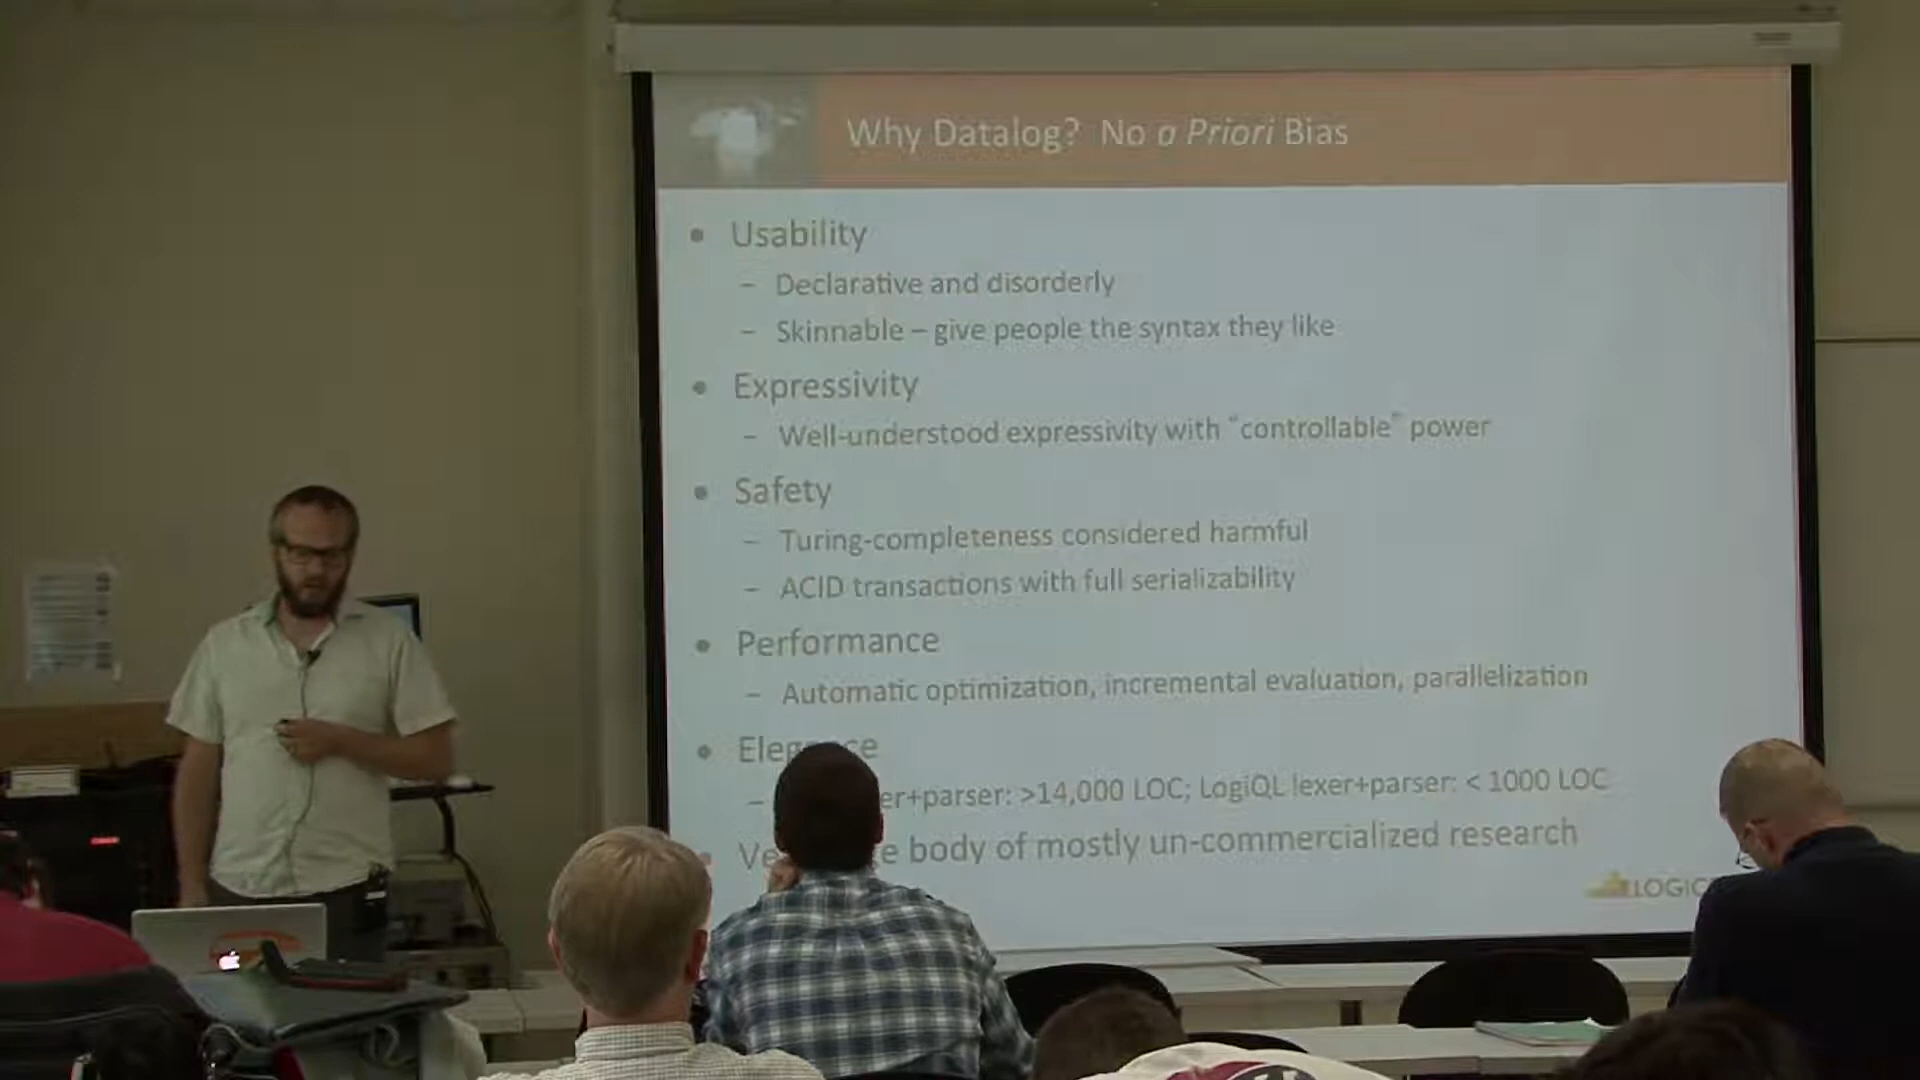 Why Datalog? No a Priori Bias
• Usability
– Declarative and disorderly
– Skinnable – give people the syntax they like
• Expressivity
– Well-understood expressivity with "controllable" power
• Safety
– Turing-completeness considered harmful
– ACID transactions with full serializability
• Performance
– Automatic optimization, incremental evaluation, parallelization
•
– er+parser: >14,000 LOC; LogiQL lexer+parser: < 1000 LOC
• body of mostly un-commercialized research
LOGIC